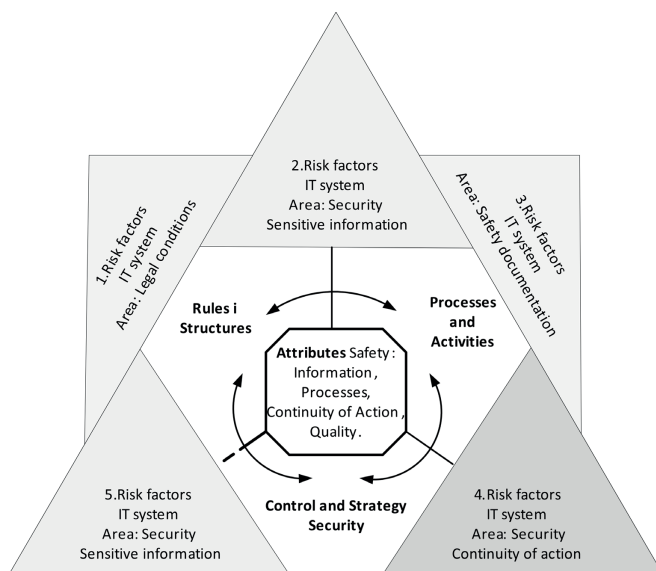 2.Risk factors
IT system
Area: Security
Sensitive information
1.Risk factors
IT system
Area: Legal conditions
3.Risk factors
IT system
Area: Safety documentation
Rules i
Structures
Processes
and
Activities
Attributes Safety:
Information,
Processes,
Continuity of Action,
Quality.
Control and Strategy
Security
5.Risk factors
IT system
Area: Security
Sensitive information
4.Risk factors
IT system
Area: Security
Continuity of action